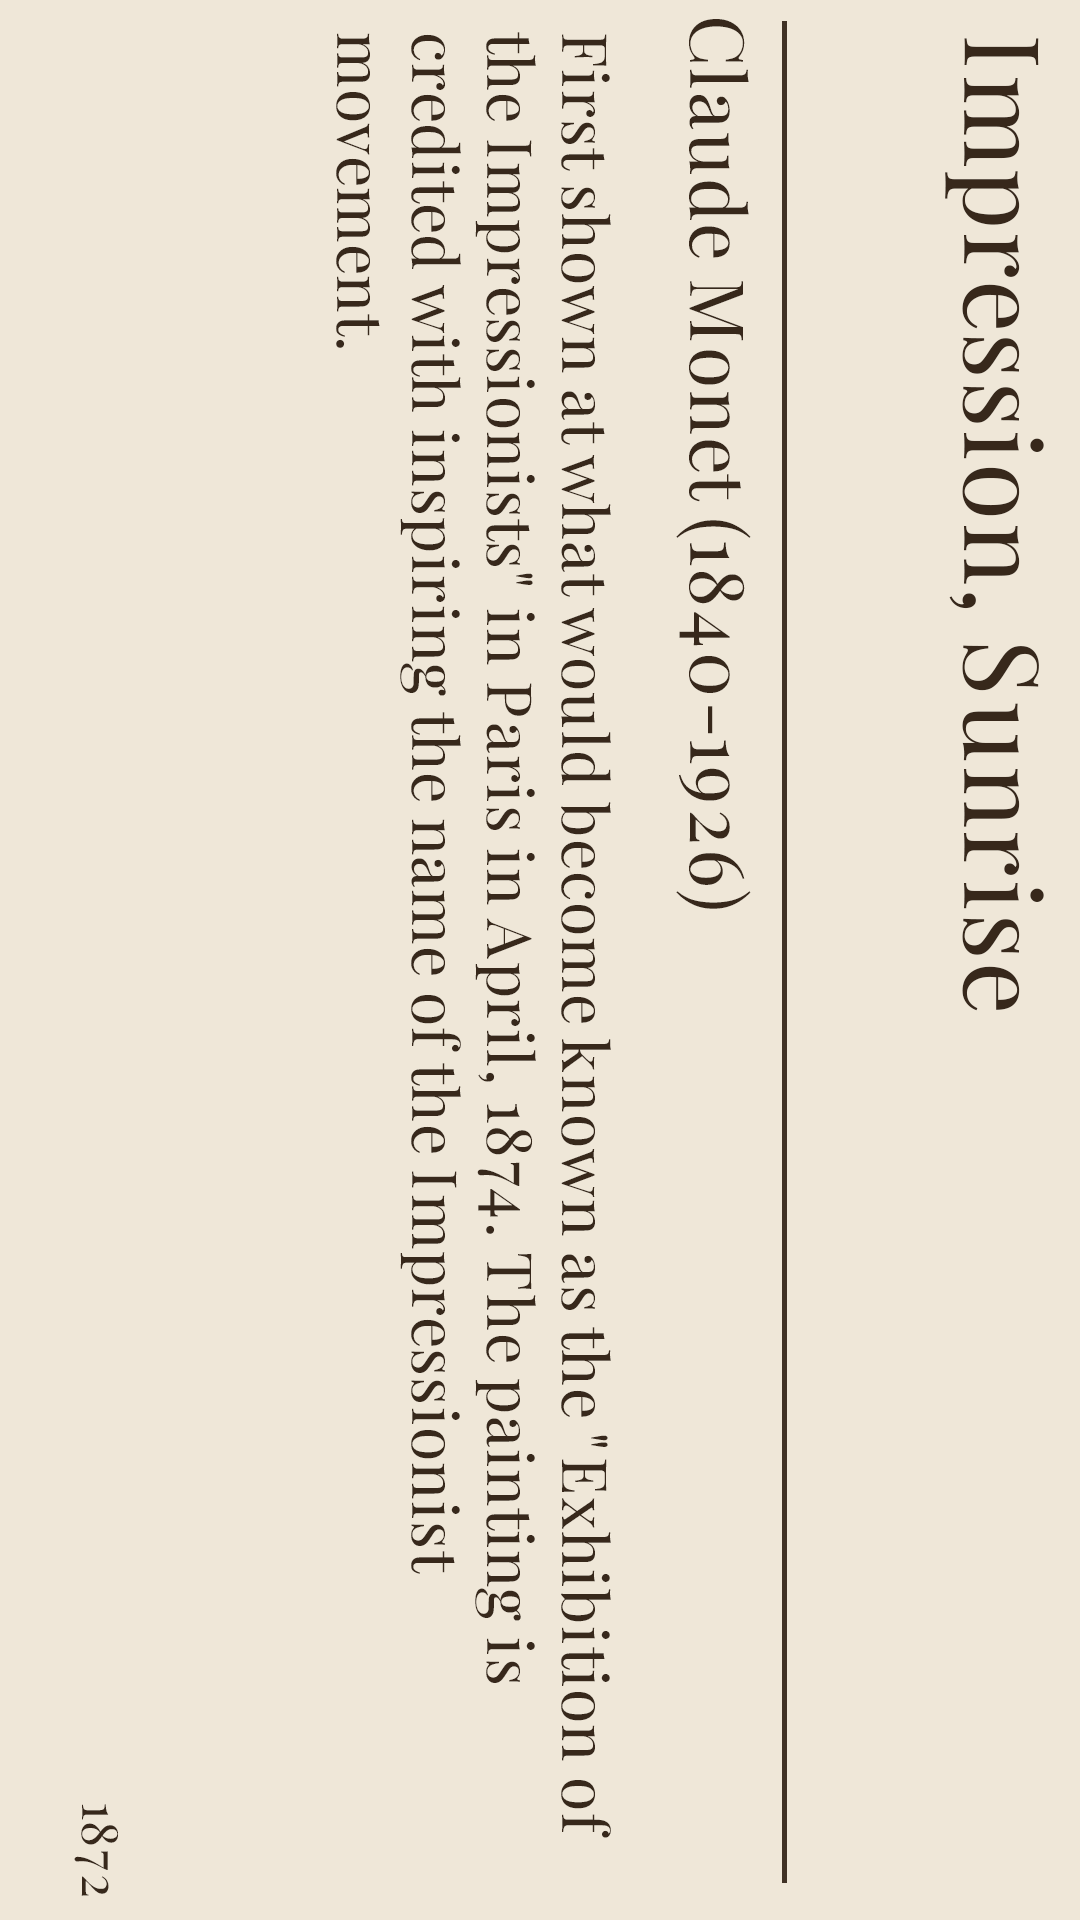 Impression, Sunrise
Claude Monet (1840-1926)
First shown at what would become known as the "Exhibition of
the Impressionists" in Paris in April, 1874. The painting is
credited with inspiring the name of the Impressionist
movement.
1872